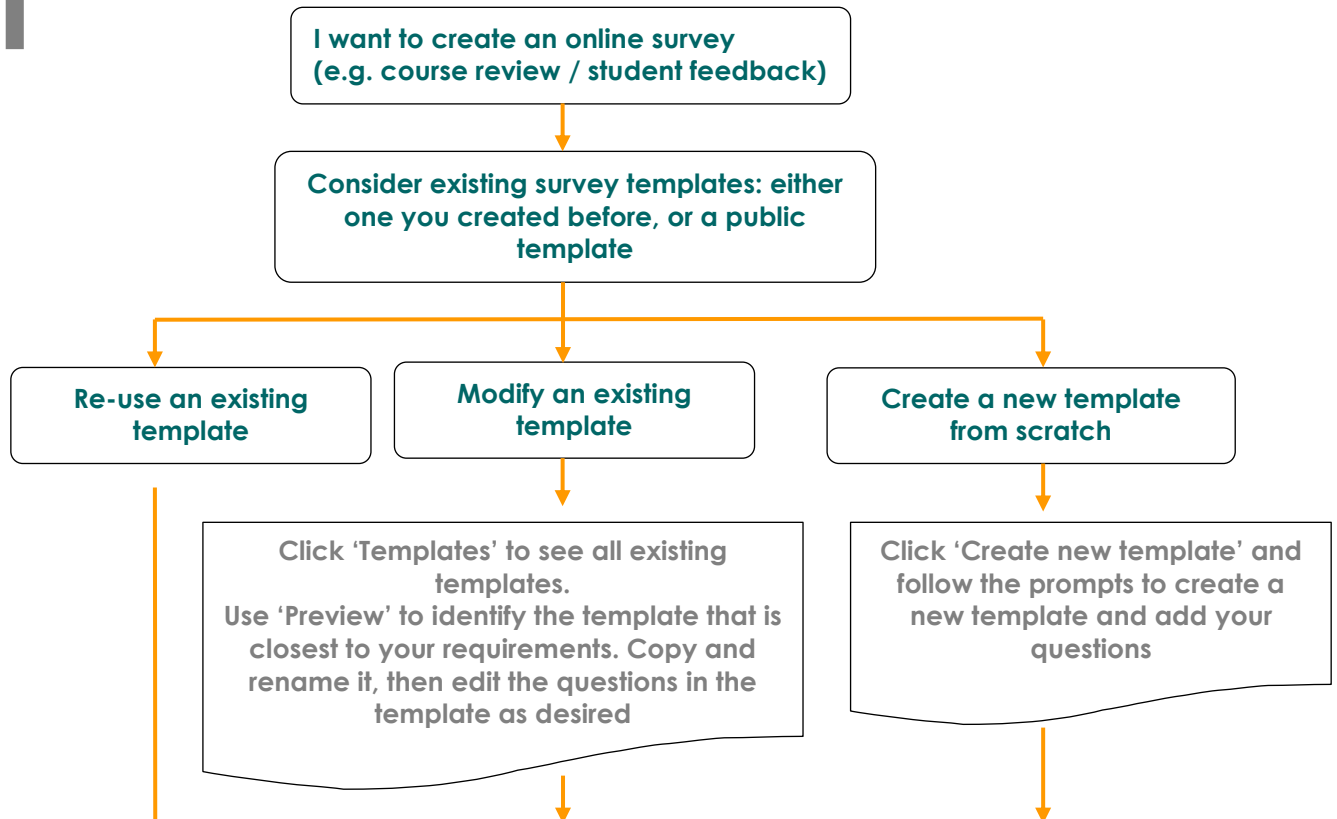 I want to create an online survey
(e.g. course review / student feedback)
Consider existing survey templates: either
one you created before, or a public
template
Re-use an existing
template
Modify an existing
template
Create a new template
from scratch
Click ‘Templates’ to see all existing
templates.
Use ‘Preview’ to identify the template that is
closest to your requirements. Copy and
rename it, then edit the questions in the
template as desired
Click ‘Create new template’ and
follow the prompts to create a
new template and add your
questions